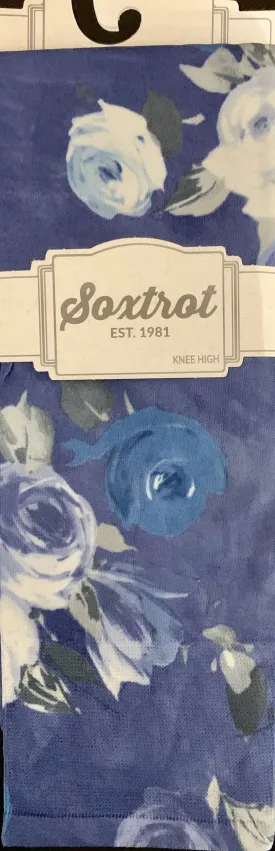 Soxtrot
EST. 1981
KNEE HIGH